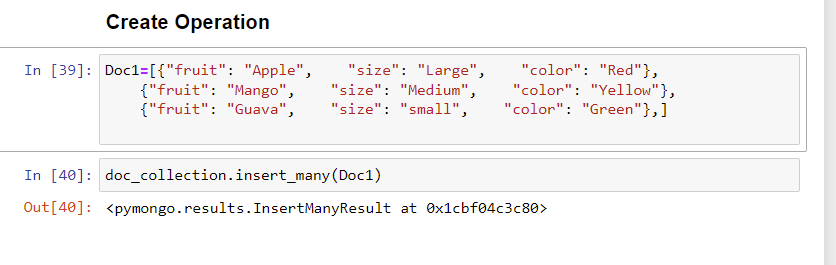 Create Operation
In [39]: Doc1=[{"fruit": "Apple", "size": "Large", "color": "Red"},
{"fruit": "Mango", "size": "Medium", "color": "Yellow"},
{"fruit": "Guava", "size": "small", "color": "Green"},]
In [40]: doc_collection.insert_many(Doc1)
Out[40]: <pymongo.results.InsertManyResult at 0x1cbf04c3c80>